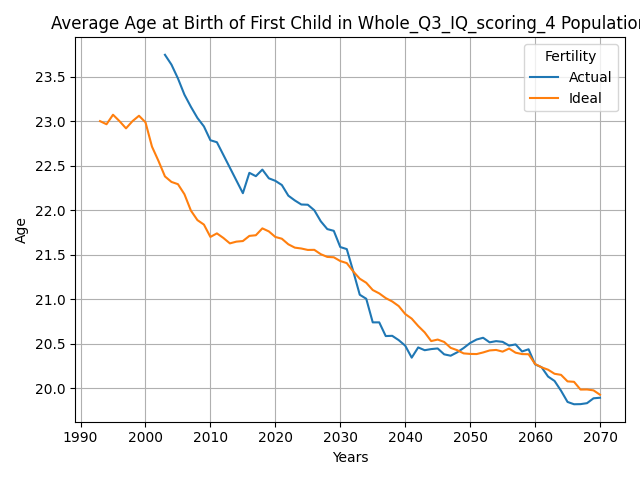 Average Age at Birth of First Child in Whole_Q3_IQ_scoring_4 Population
Fertility
Actual
Ideal
23.5
23.0
22.5
22.0
21.5
21.0
20.5
20.0
Age
1990 2000 2010 2020 2030 2040 2050 2060 2070
Years